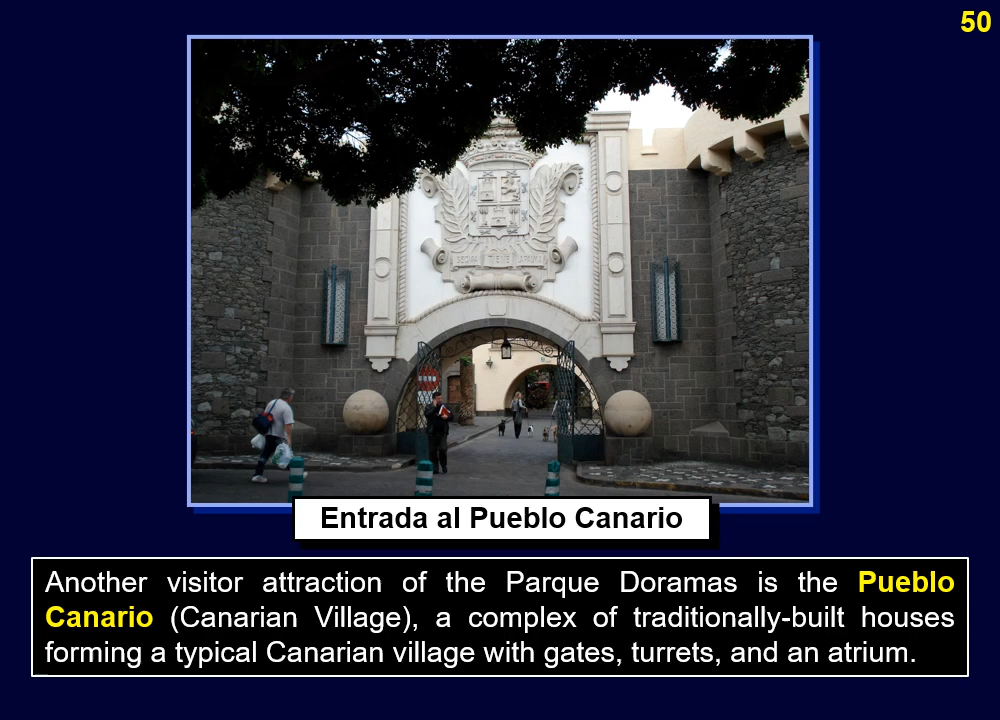 50
Entrada al Pueblo Canario
Another visitor attraction of the Parque Doramas is the Pueblo
Canario (Canarian Village), a complex of traditionally-built houses
forming a typical Canarian village with gates, turrets, and an atrium.